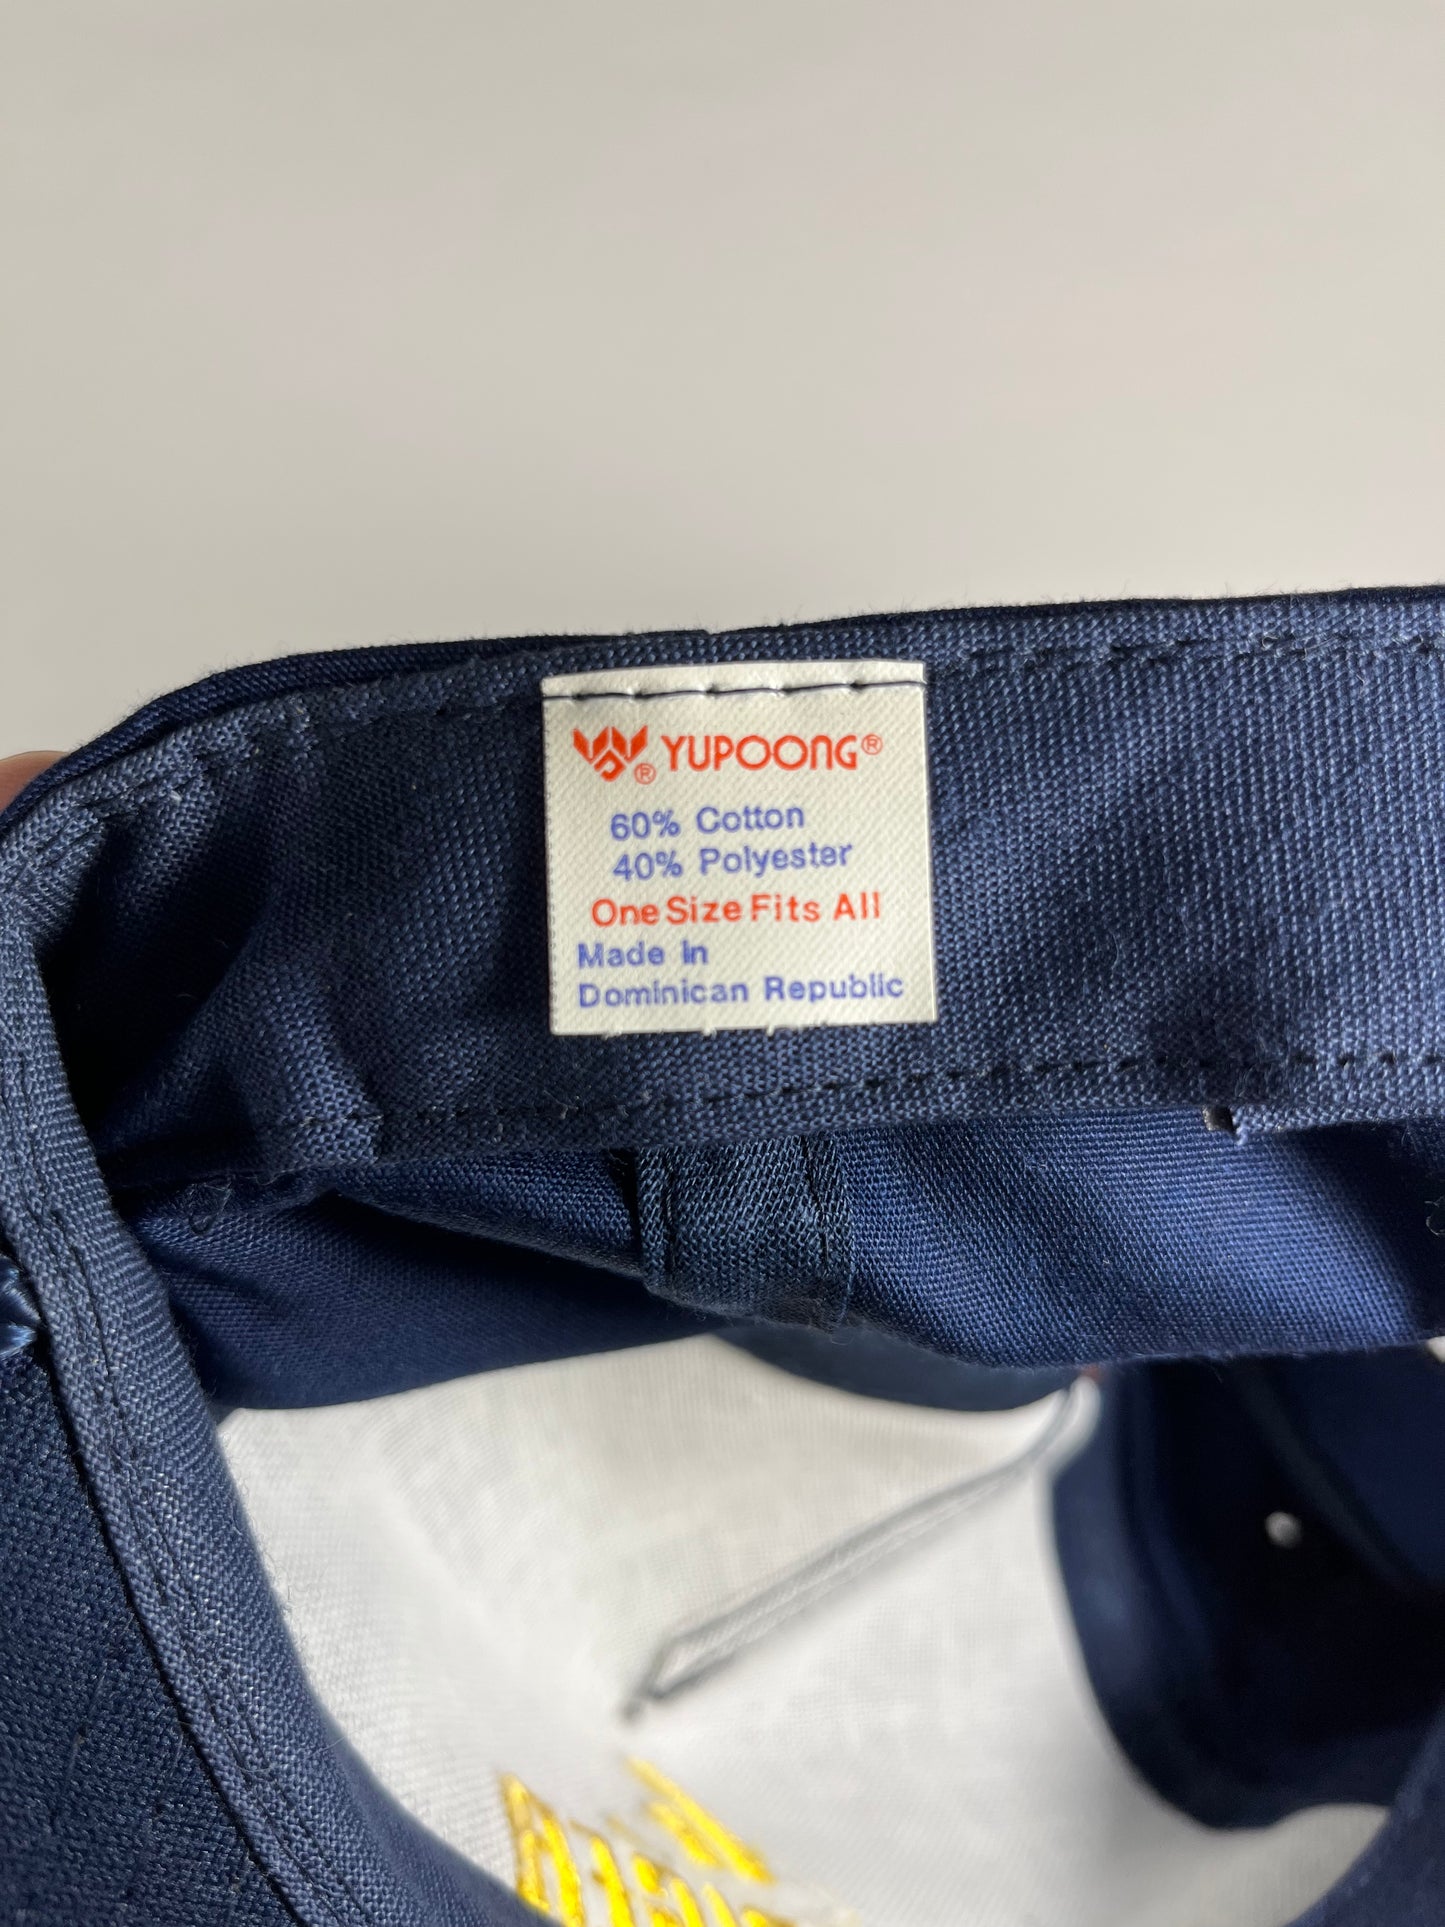 YUPOONG®
®
60% Cotton
40% Polyester
One Size Fits All
Made In
Dominican Republic